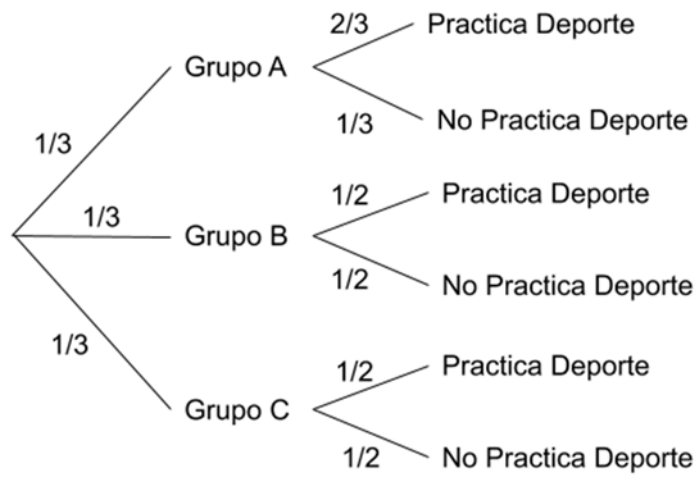 2/3 Practica Deporte
Grupo A
1/3 No Practica Deporte
1/3
1/2 Practica Deporte
1/3 Grupo B
1/2 No Practica Deporte
1/3
1/2 Practica Deporte
Grupo C
1/2 No Practica Deporte